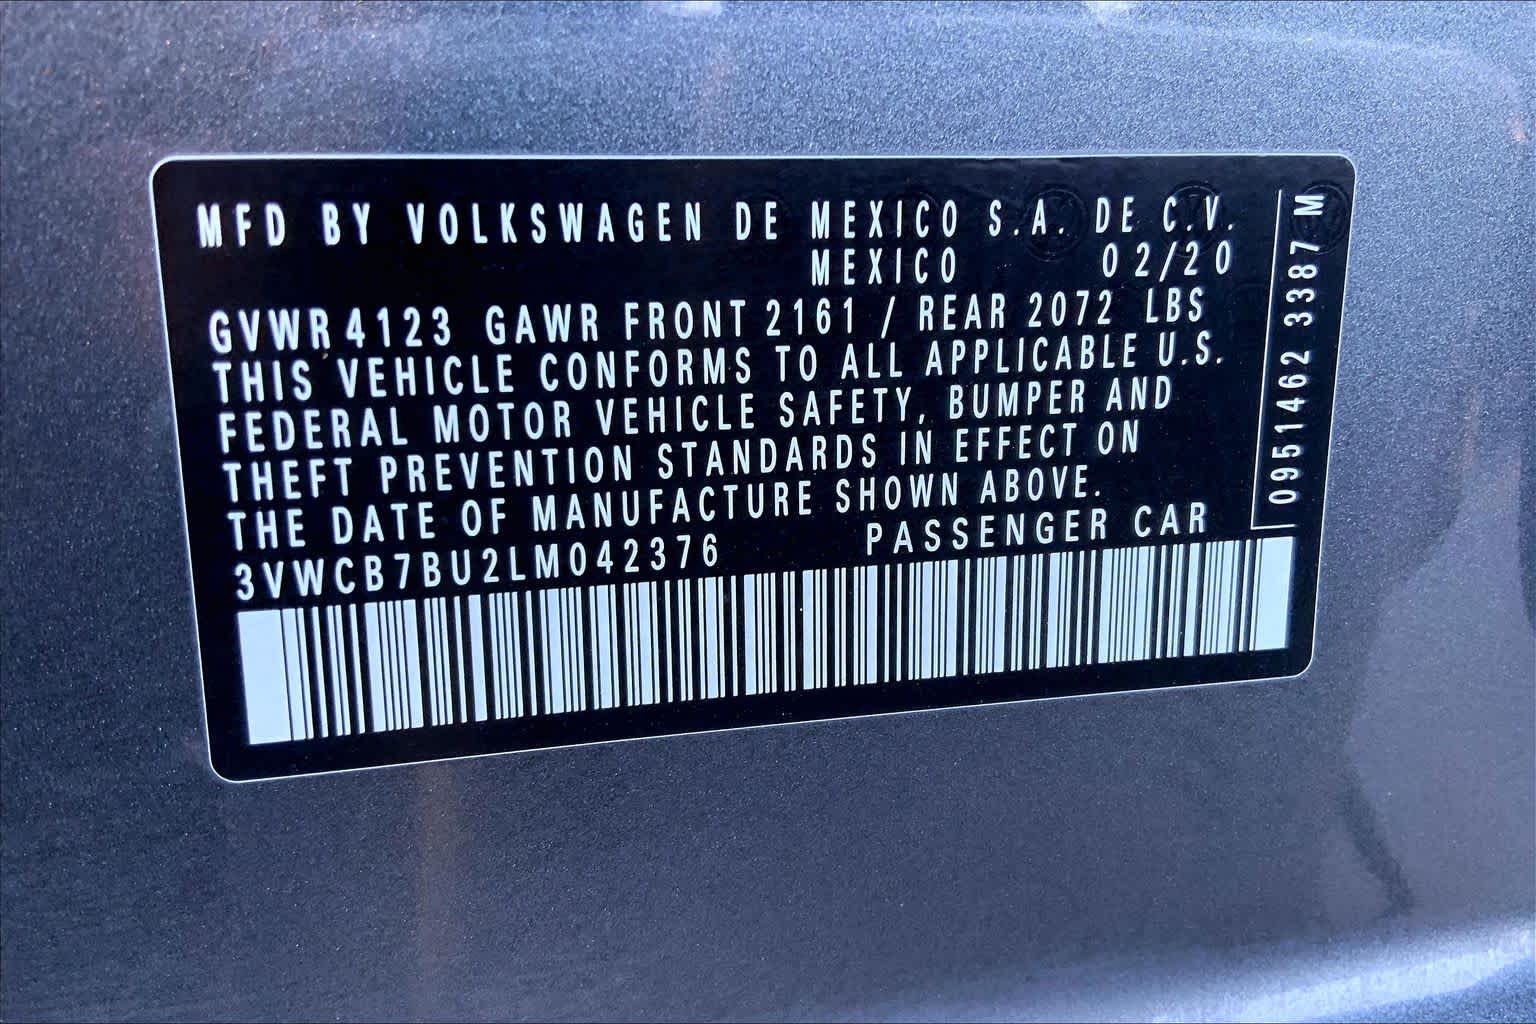 MFD BY VOLKSWAGEN DE MEXICO S.A. DE C.V.
MEXICO 02/20
GVWR 4123 GAWR FRONT 2161 / REAR 2072 LBS
THIS VEHICLE CONFORMS TO ALL APPLICABLE U.S.
FEDERAL MOTOR VEHICLE SAFETY, BUMPER AND
THEFT PREVENTION STANDARDS IN EFFECT ON
THE DATE OF MANUFACTURE SHOWN ABOVE.
3VWCB7BU2LM042376 PASSENGER CAR
0951462 3387 M